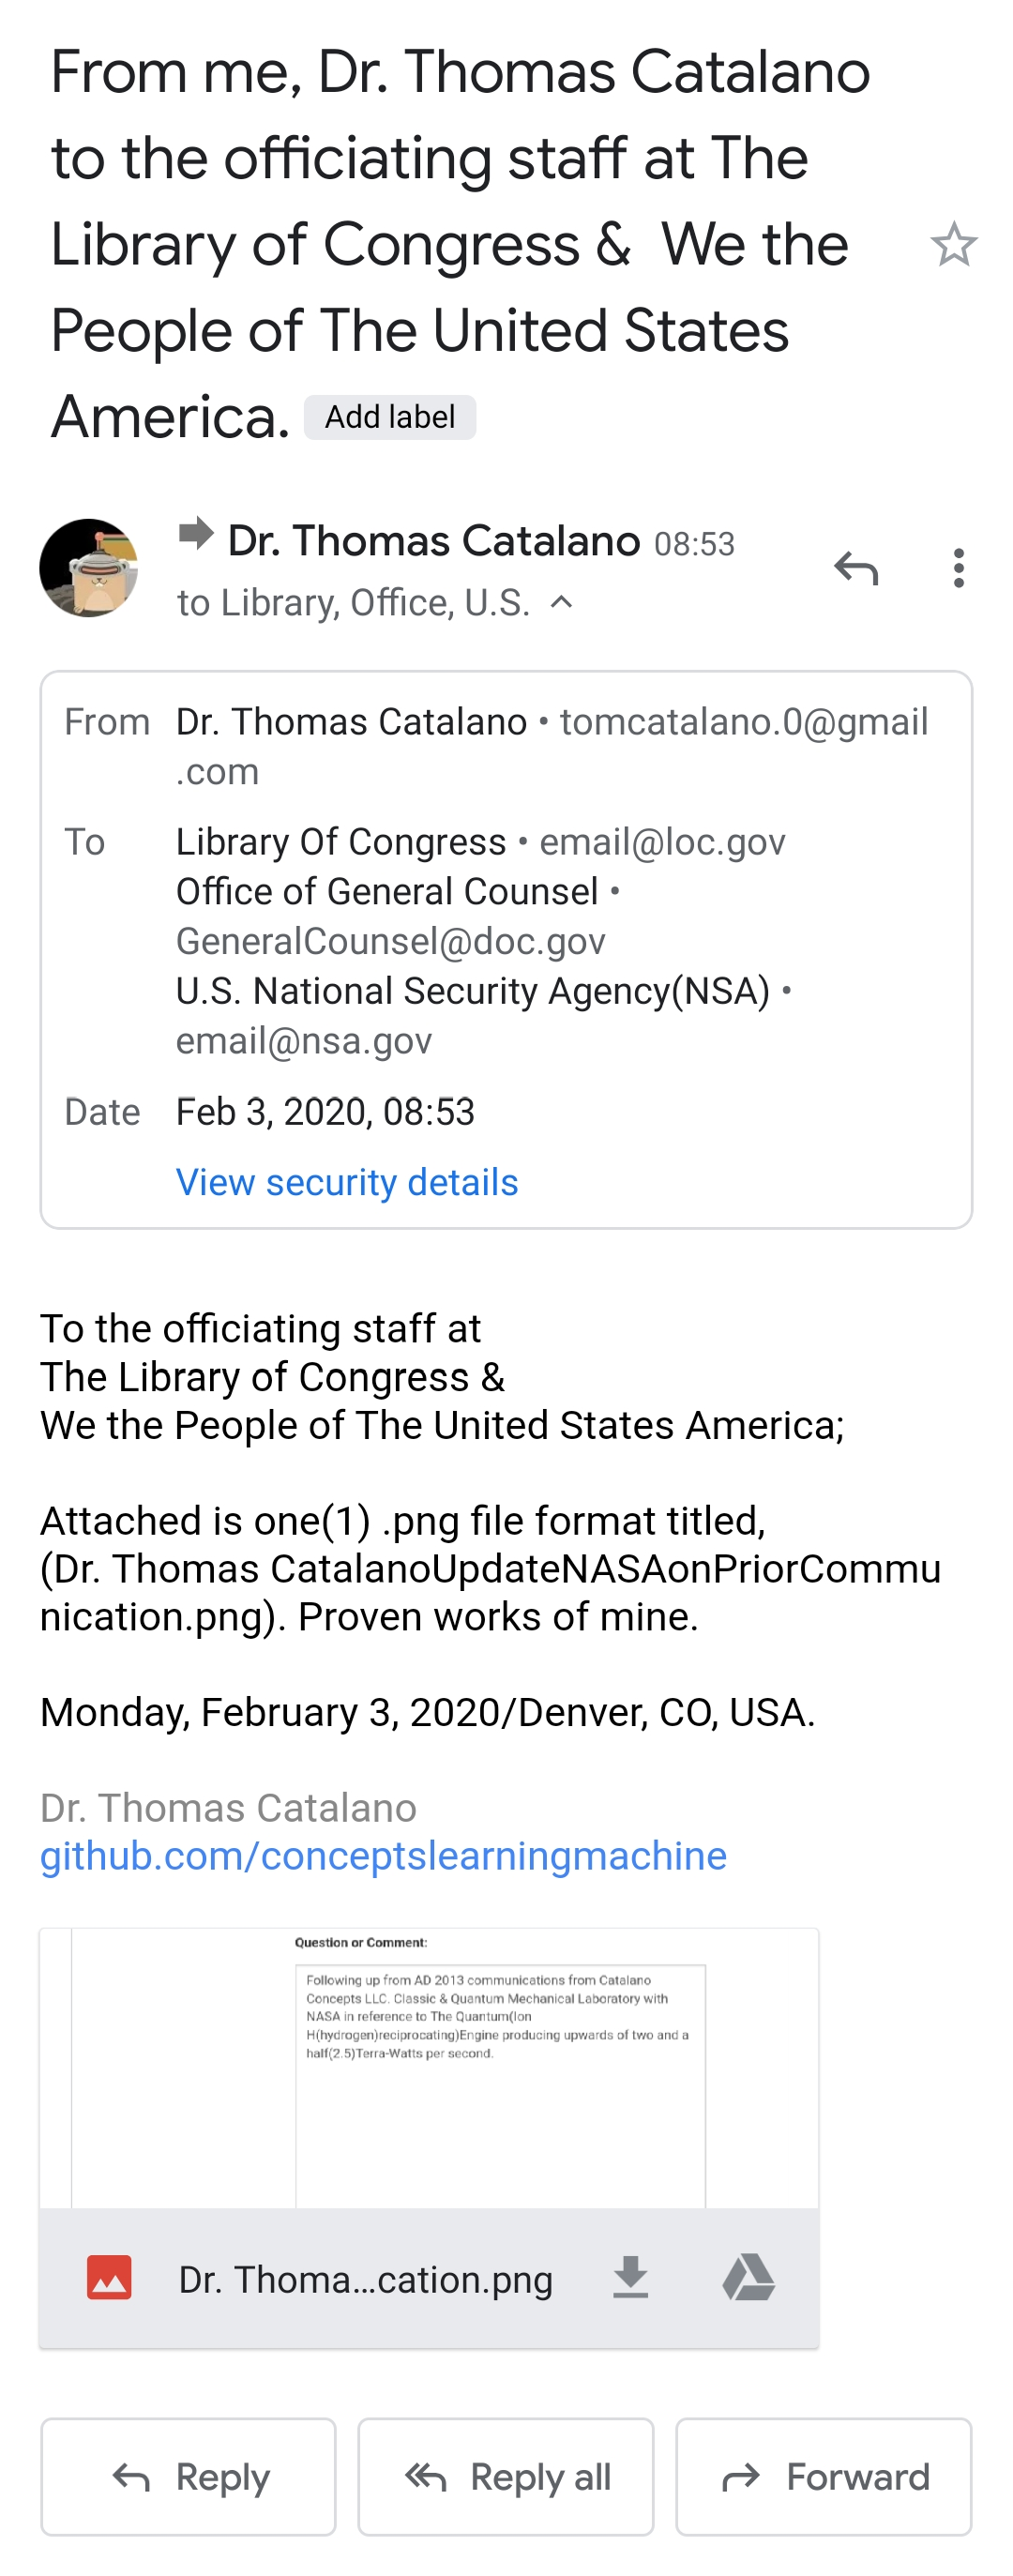 From me, Dr. Thomas Catalano
to the officiating staff at The
Library of Congress &  We the
People of The United States
America. Add label
Dr. Thomas Catalano 08:53
to Library, Office, U.S.
From Dr. Thomas Catalano • tomcatalano.0@gmail
.com
To Library Of Congress • email@loc.gov
Office of General Counsel •
GeneralCounsel@doc.gov
U.S. National Security Agency(NSA) •
email@nsa.gov
Date Feb 3, 2020, 08:53
View security details
To the officiating staff at
The Library of Congress &
We the People of The United States America;
Attached is one(1) .png file format titled,
(Dr. Thomas CatalanoUpdateNASAonPriorCommu
nication.png). Proven works of mine.
Monday, February 3, 2020/Denver, CO, USA.
Dr. Thomas Catalano
github.com/conceptslearningmachine
Question or Comment:
Following up from AD 2013 communications from Catalano
Concepts LLC. Classic & Quantum Mechanical Laboratory with
NASA in reference to The Quantum(Ion
H(hydrogen)reciprocating)Engine producing upwards of two and a
half(2.5)Terra-Watts per second.
Dr. Thoma...cation.png
Reply Reply all Forward